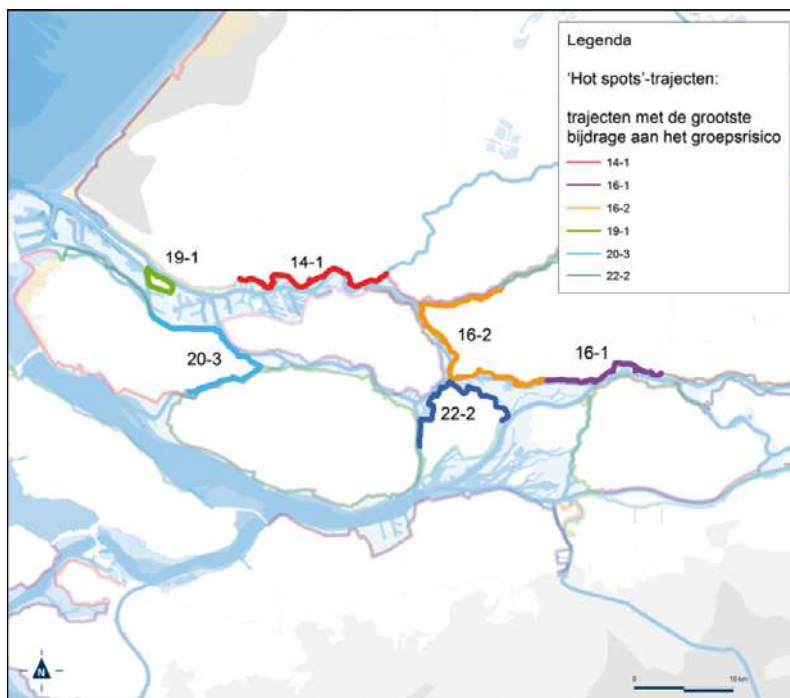 Legenda
'Hot spots'-trajecten:
trajecten met de grootste
bijdrage aan het groepsrisico
14-1
16-1
16-2
19-1
20-3
22-2
19-1
14-1
16-2
16-1
20-3
22-2
N
0 10 km